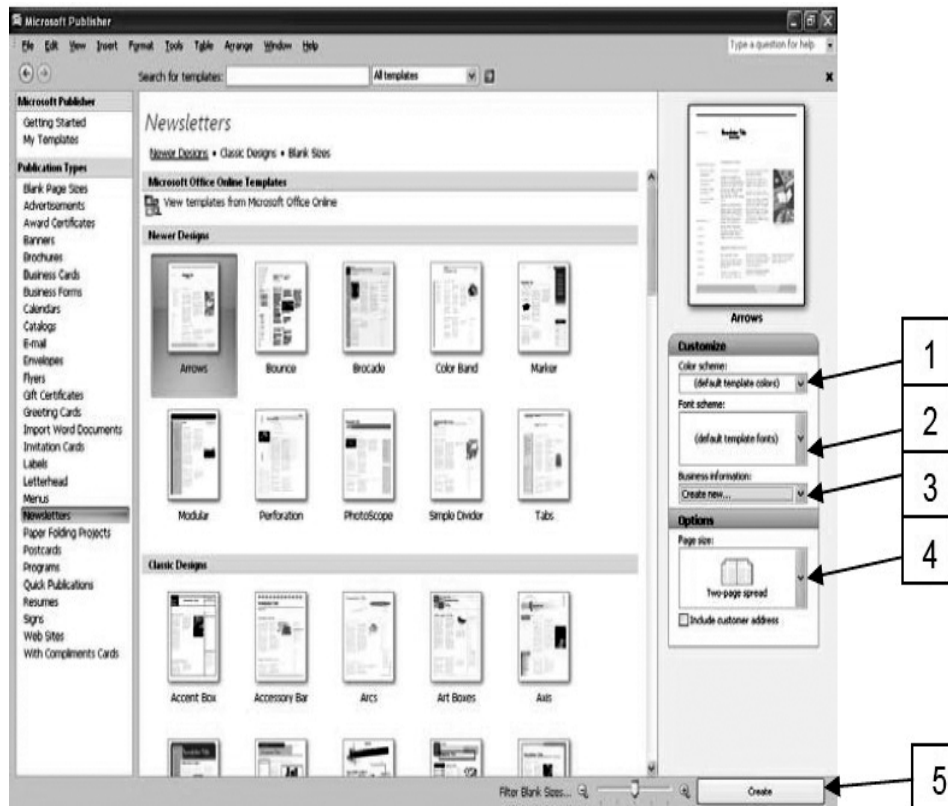 Microsoft Publisher
File Edit View Insert Format Tools Table Arrange Window Help
Type a question for help
Search for templates:
All templates
Microsoft Publisher
Getting Started
My Templates
Publication Types
Blank Page Sizes
Advertisements
Award Certificates
Banners
Brochures
Business Cards
Business Forms
Calendars
Catalogs
E-mail
Envelopes
Flyers
Gift Certificates
Greeting Cards
Import Word Documents
Invitation Cards
Labels
Letterhead
Menus
Newsletters
Paper Folding Projects
Postcards
Programs
Quick Publications
Resumes
Signs
Web Sites
With Compliments Cards
Newsletters
Newer Designs • Classic Designs • Blank Sizes
Microsoft Office Online Templates
View templates from Microsoft Office Online
Newer Designs
Arrows Bounce Brocade Color Band Marker
Modular Perforation PhotoScope Simple Divider Tabs
Classic Designs
Accent Box Accessory Bar Arcs Art Boxes Axis
Newsletter Title
Arrows
Customize
Color scheme:
(default template colors)
Font scheme:
(default template fonts)
Business information:
Create new...
Options
Page size:
Two-page spread
Include customer address
Filter Blank Sizes...
Create
1
2
3
4
5